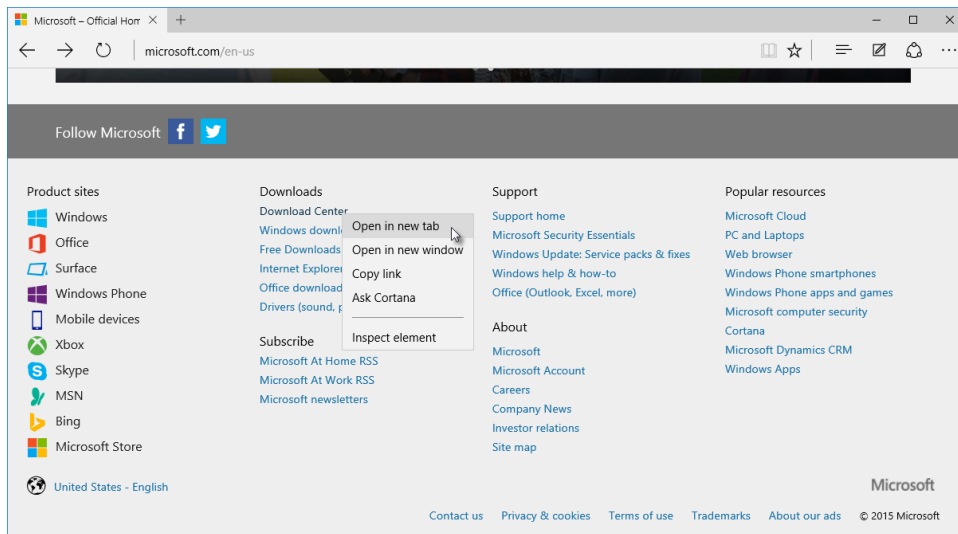 Microsoft – Official Hom
microsoft.com/en-us
Follow Microsoft
Product sites
Windows
Office
Surface
Windows Phone
Mobile devices
Xbox
Skype
MSN
Bing
Microsoft Store
Downloads
Download Center
Windows downl
Free Downloads
Internet Explorer
Office download
Drivers (sound, p
Open in new tab
Open in new window
Copy link
Ask Cortana
Inspect element
Subscribe
Microsoft At Home RSS
Microsoft At Work RSS
Microsoft newsletters
Support
Support home
Microsoft Security Essentials
Windows Update: Service packs & fixes
Windows help & how-to
Office (Outlook, Excel, more)
About
Microsoft
Microsoft Account
Careers
Company News
Investor relations
Site map
Popular resources
Microsoft Cloud
PC and Laptops
Web browser
Windows Phone smartphones
Windows Phone apps and games
Microsoft computer security
Cortana
Microsoft Dynamics CRM
Windows Apps
United States - English
Microsoft
Contact us Privacy & cookies Terms of use Trademarks About our ads © 2015 Microsoft